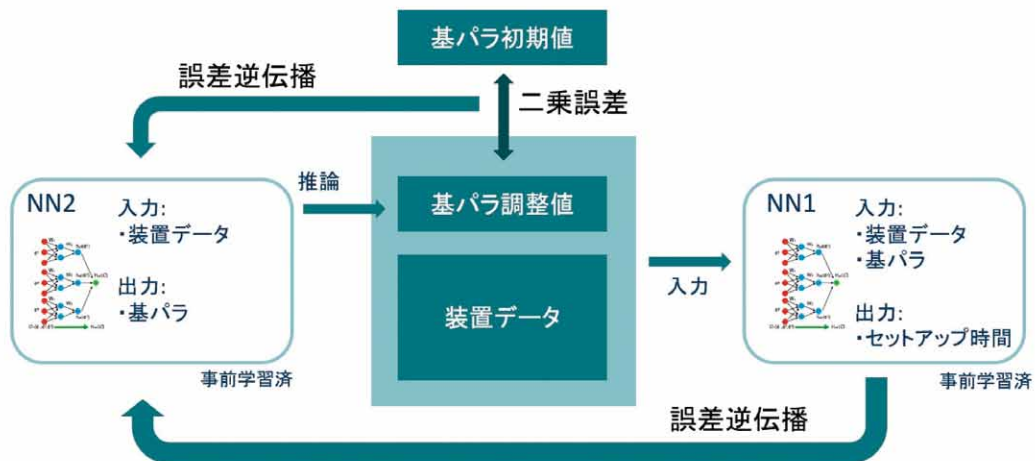 基パラ初期値
誤差逆伝播
二乗誤差
NN2
入力:
・装置データ
出力:
・基パラ
事前学習済
推論
基パラ調整値
装置データ
入力
NN1
入力:
・装置データ
・基パラ
出力:
・セットアップ時間
事前学習済
誤差逆伝播